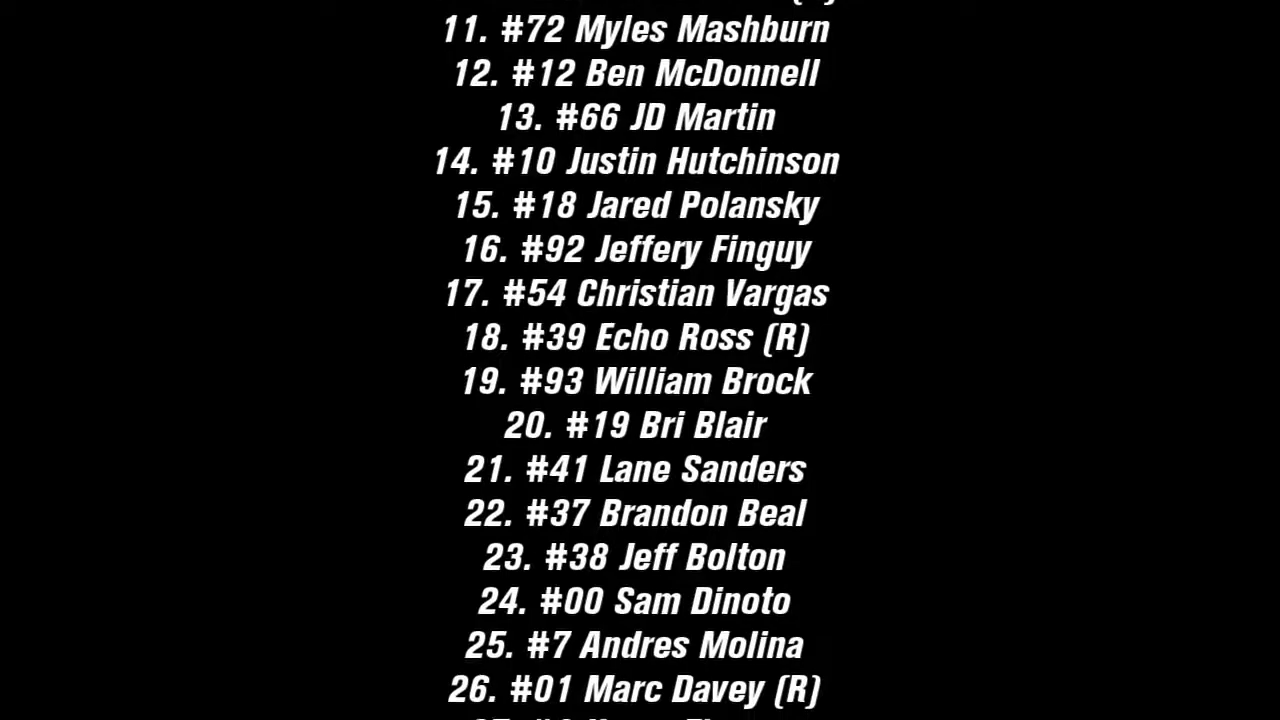 11. #72 Myles Mashburn
12. #12 Ben McDonnell
13. #66 JD Martin
14. #10 Justin Hutchinson
15. #18 Jared Polansky
16. #92 Jeffery Finguy
17. #54 Christian Vargas
18. #39 Echo Ross (R)
19. #93 William Brock
20. #19 Bri Blair
21. #41 Lane Sanders
22. #37 Brandon Beal
23. #38 Jeff Bolton
24. #00 Sam Dinoto
25. #7 Andres Molina
26. #01 Marc Davey (R)